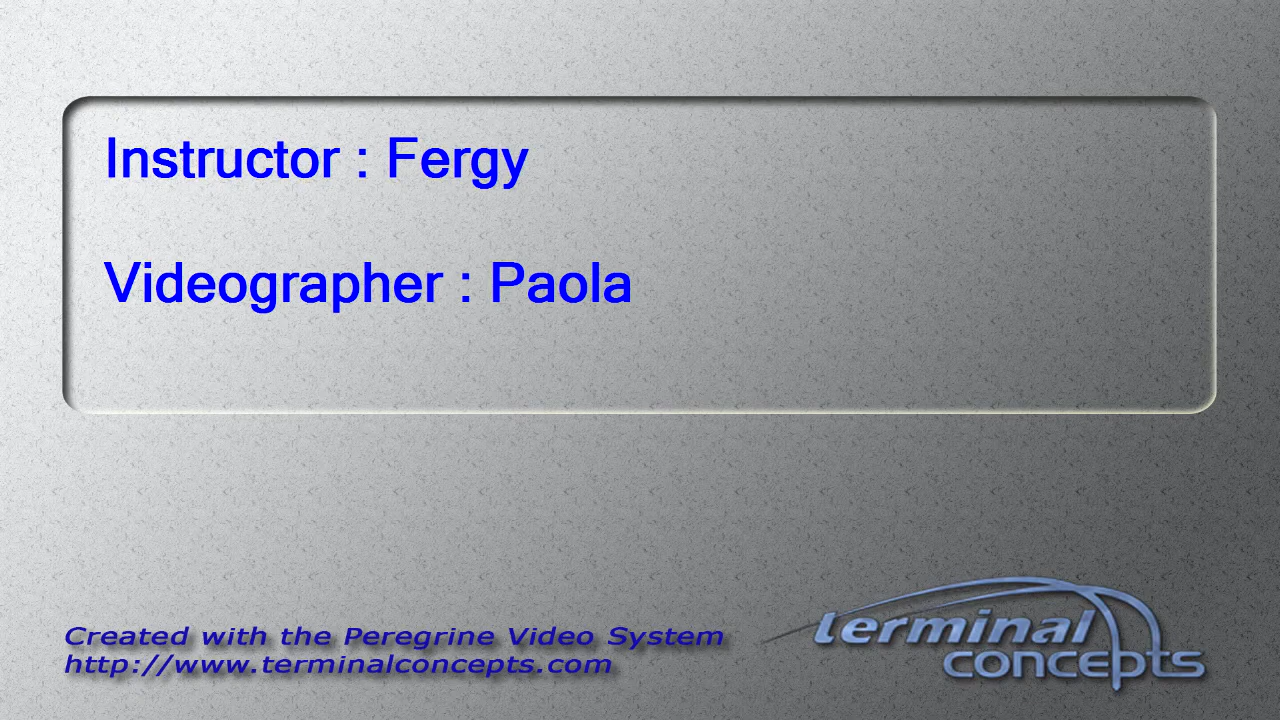 Instructor : Fergy
Videographer : Paola
Created with the Peregrine Video System
http://www.terminalconcepts.com
terminal
concepts